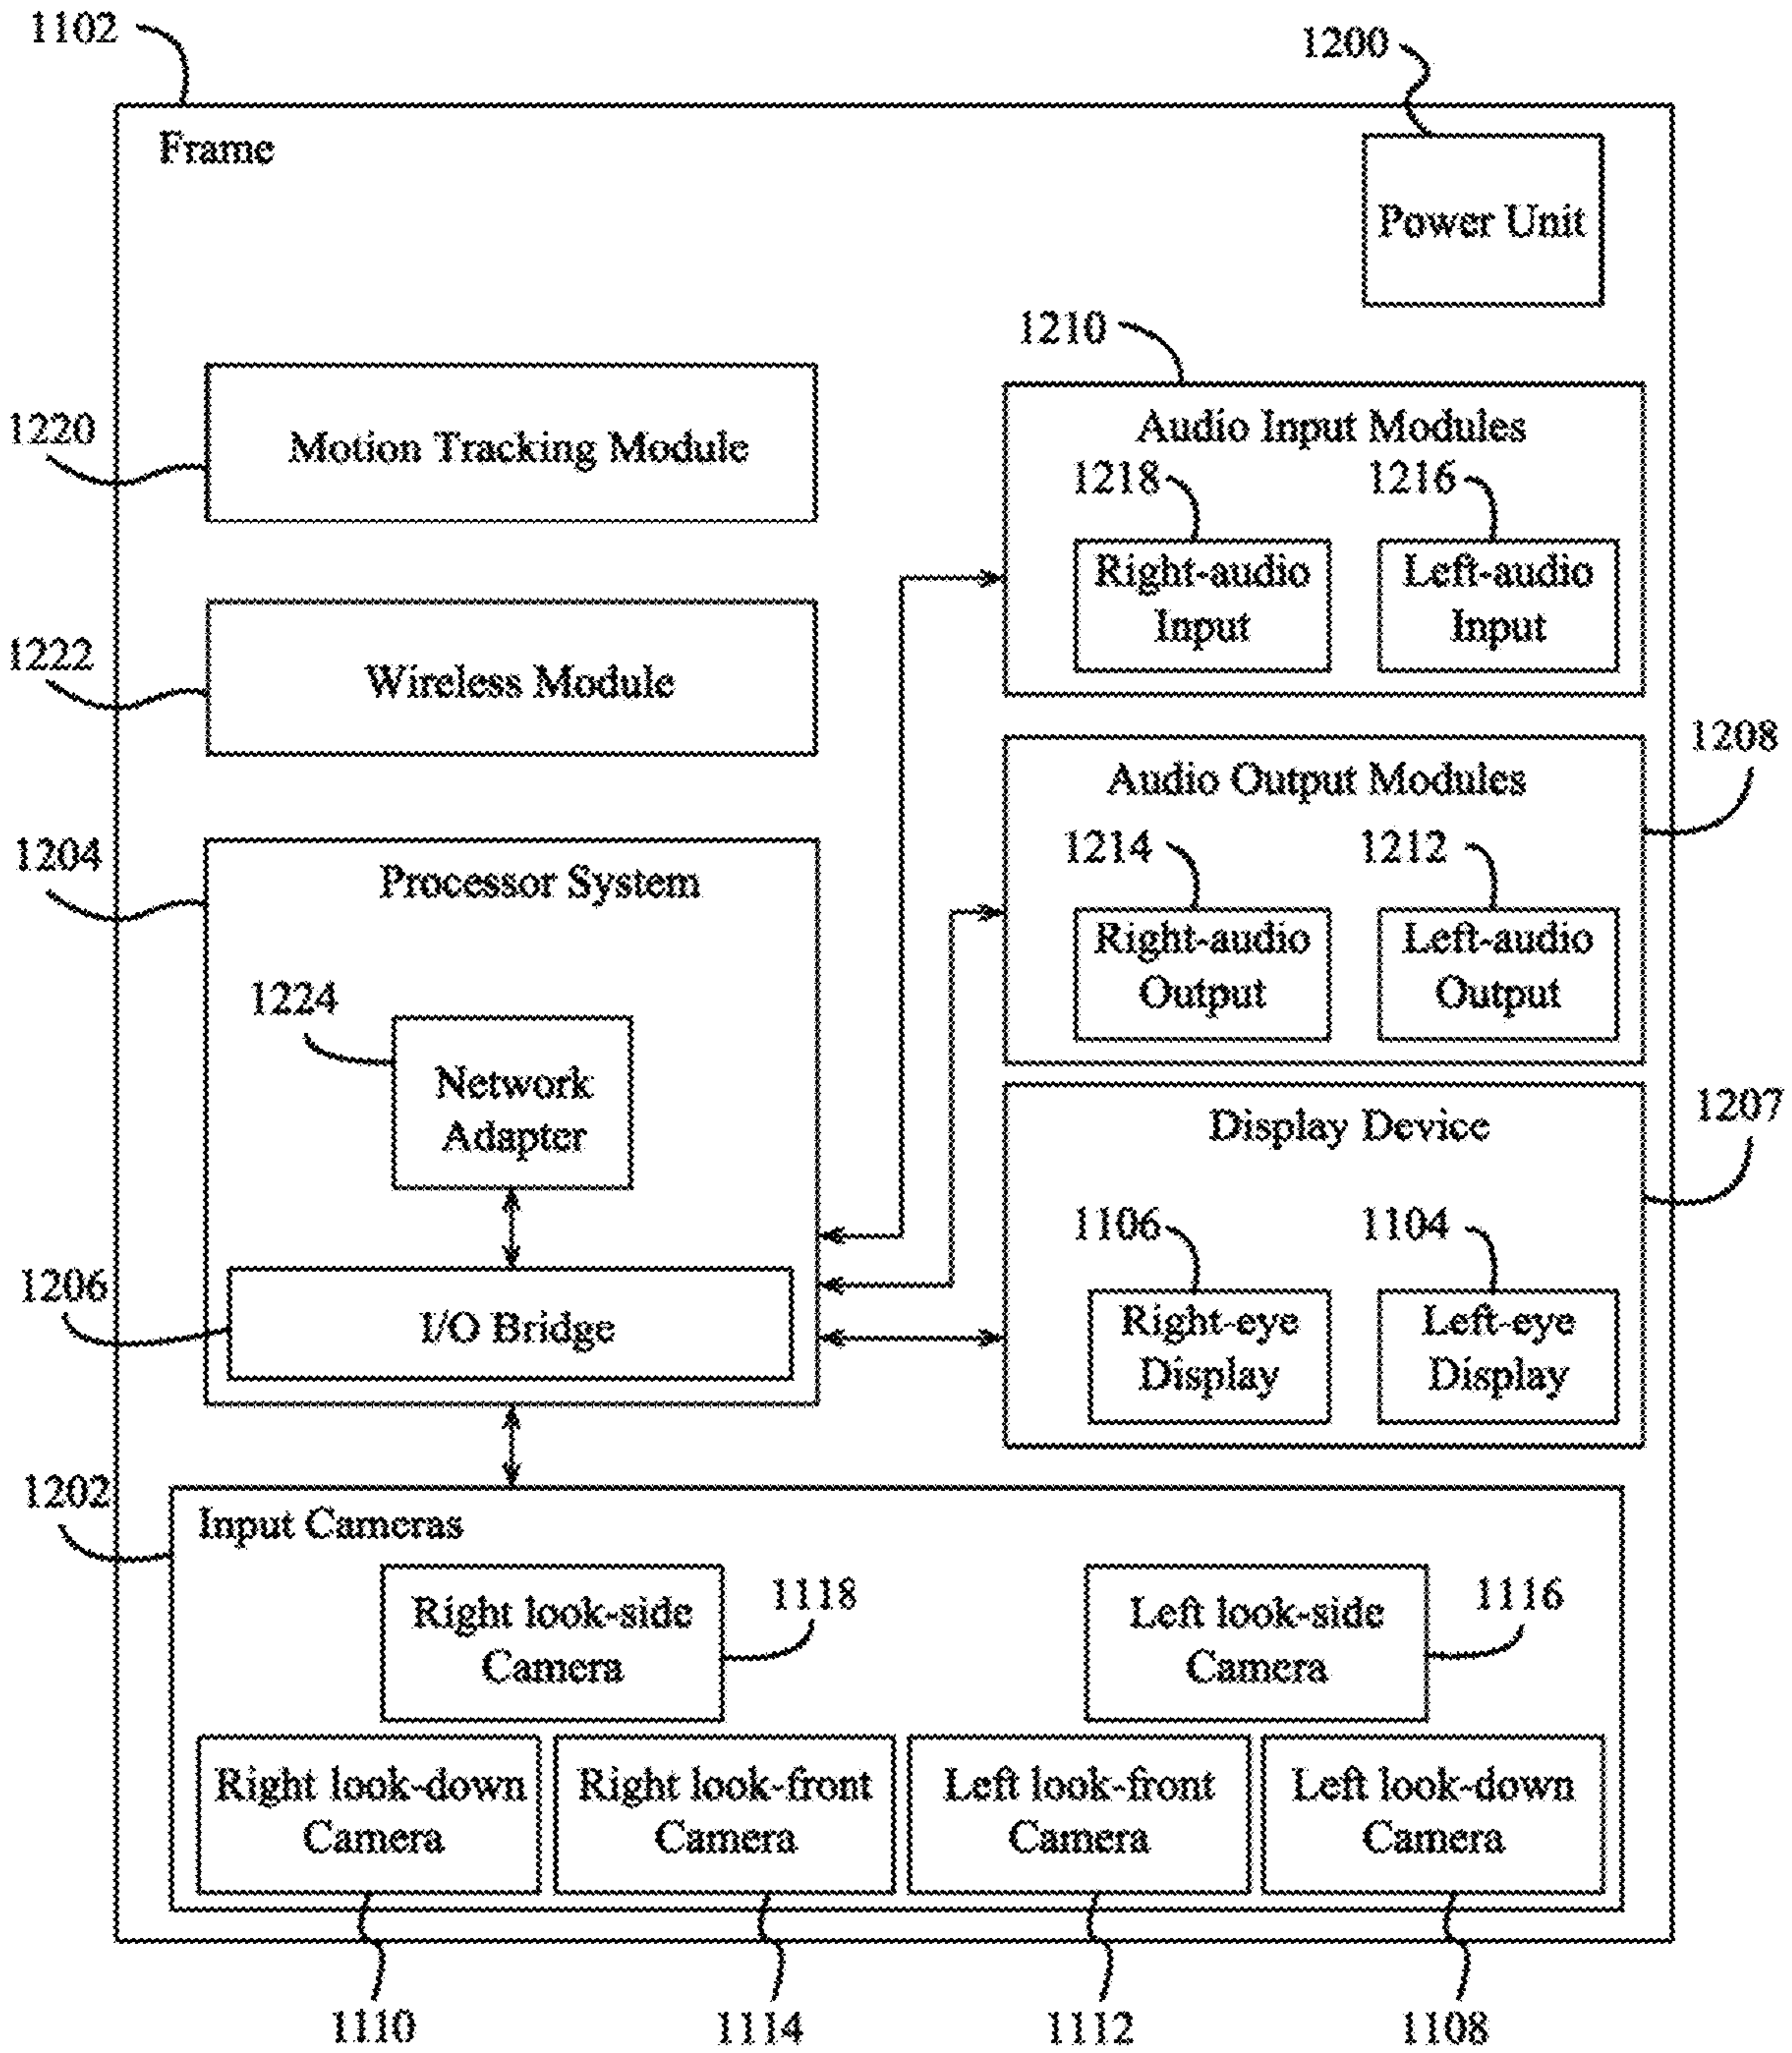 1102
1200
Frame
Power Unit
1210
1220
Motion Tracking Module
Audio Input Modules
1218
1216
Right-audio
Input
Left-audio
Input
1222
Wireless Module
1208
Audio Output Modules
1214
1212
Right-audio
Output
Left-audio
Output
1204
Processor System
1224
Network
Adapter
1206
I/O Bridge
1207
Display Device
1106
1104
Right-eye
Display
Left-eye
Display
1202
Input Cameras
Right look-side
Camera
1118
Left look-side
Camera
1116
Right look-down
Camera
Right look-front
Camera
Left look-front
Camera
Left look-down
Camera
1110
1114
1112
1108